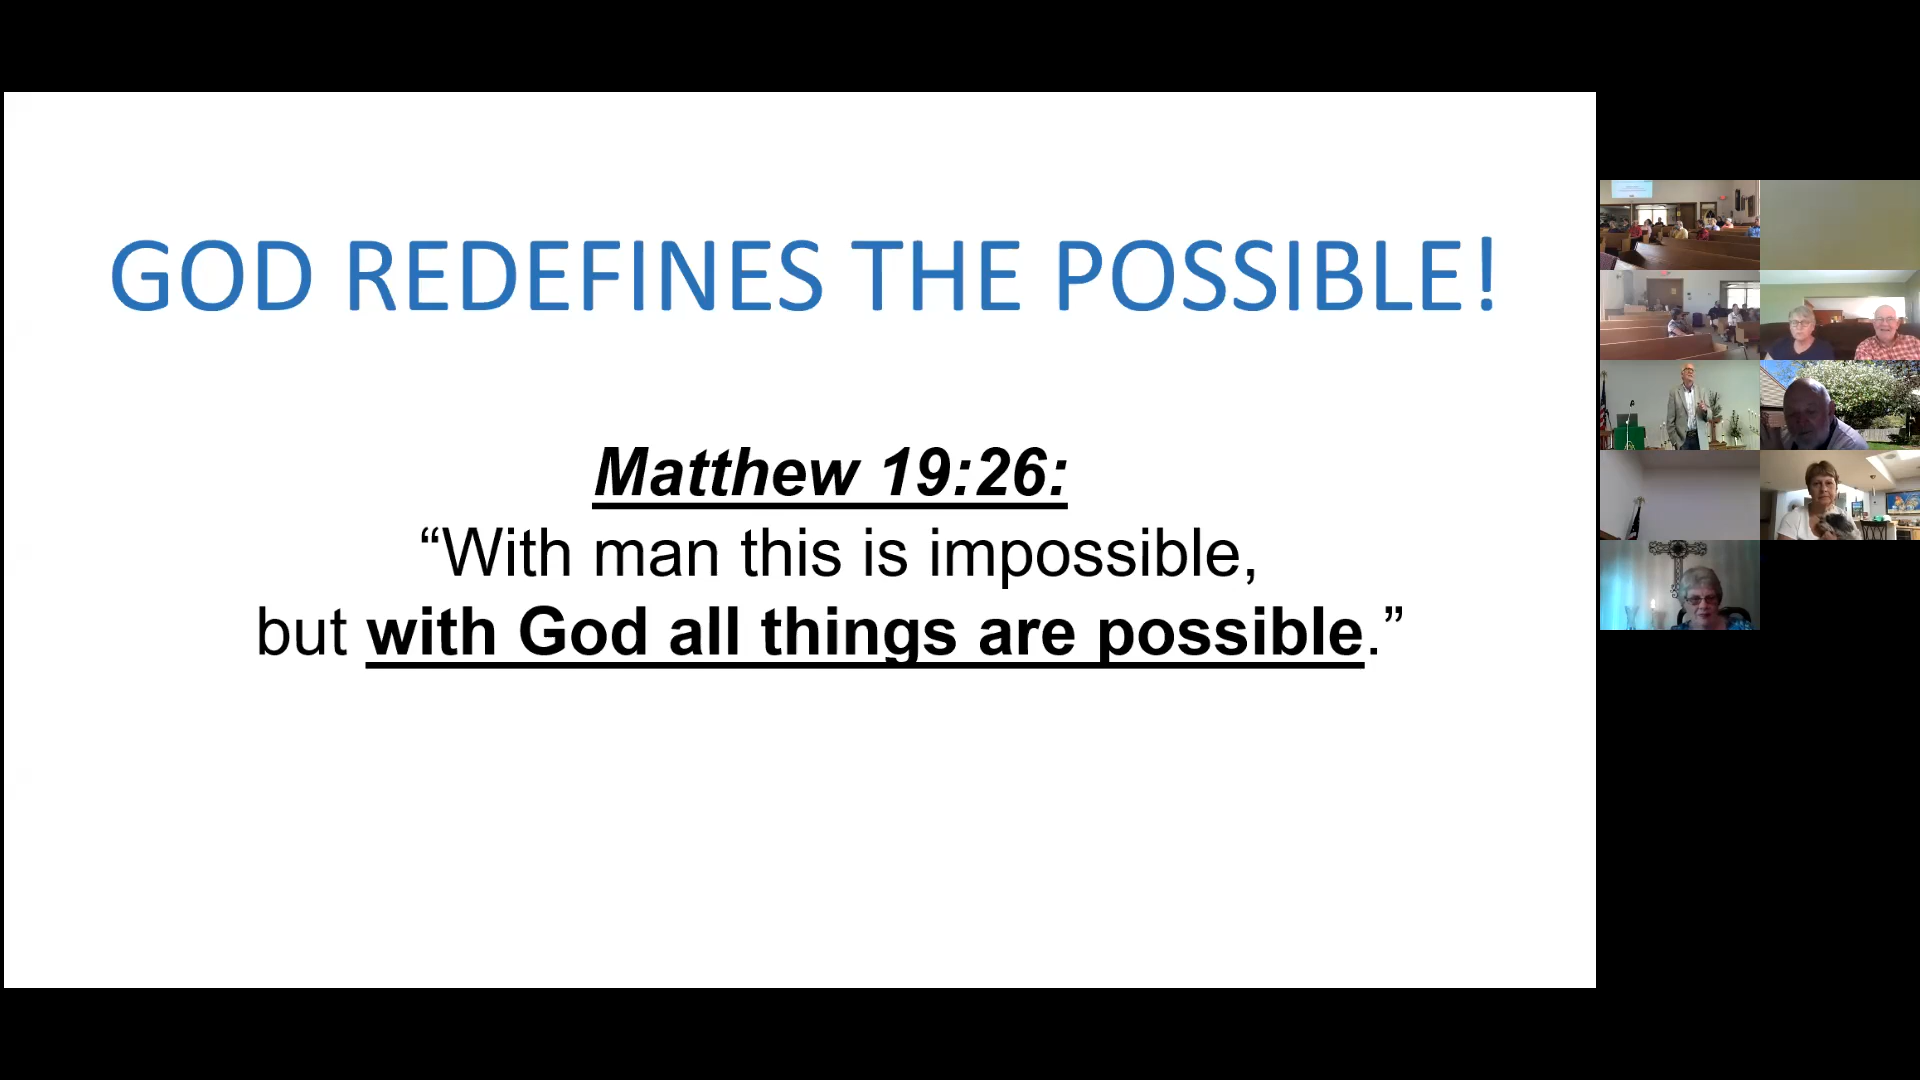 GOD REDEFINES THE POSSIBLE!
Matthew 19:26:
“With man this is impossible,
but with God all things are possible.”